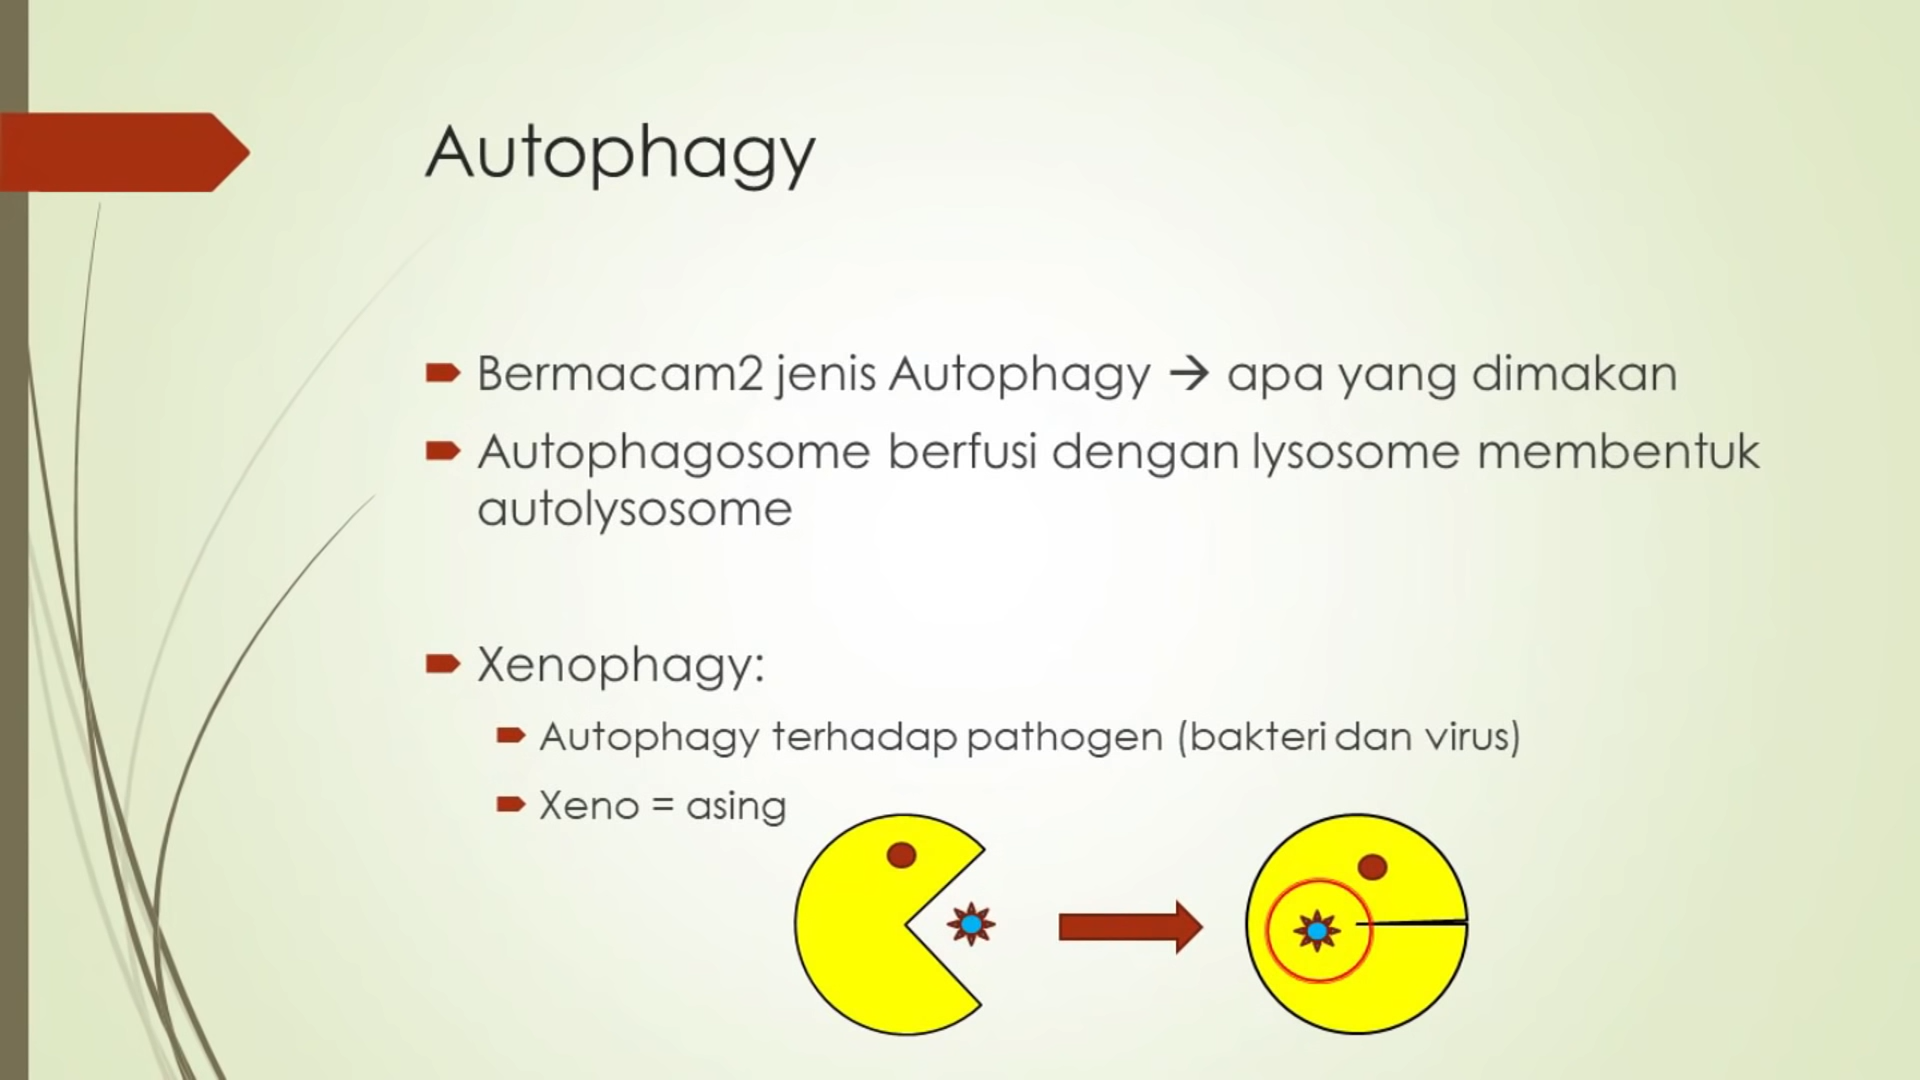 Autophagy
Bermacam2 jenis Autophagy → apa yang dimakan
Autophagosome berfusi dengan lysosome membentuk
autolysosome
Xenophagy:
Autophagy terhadap pathogen (bakteri dan virus)
Xeno = asing